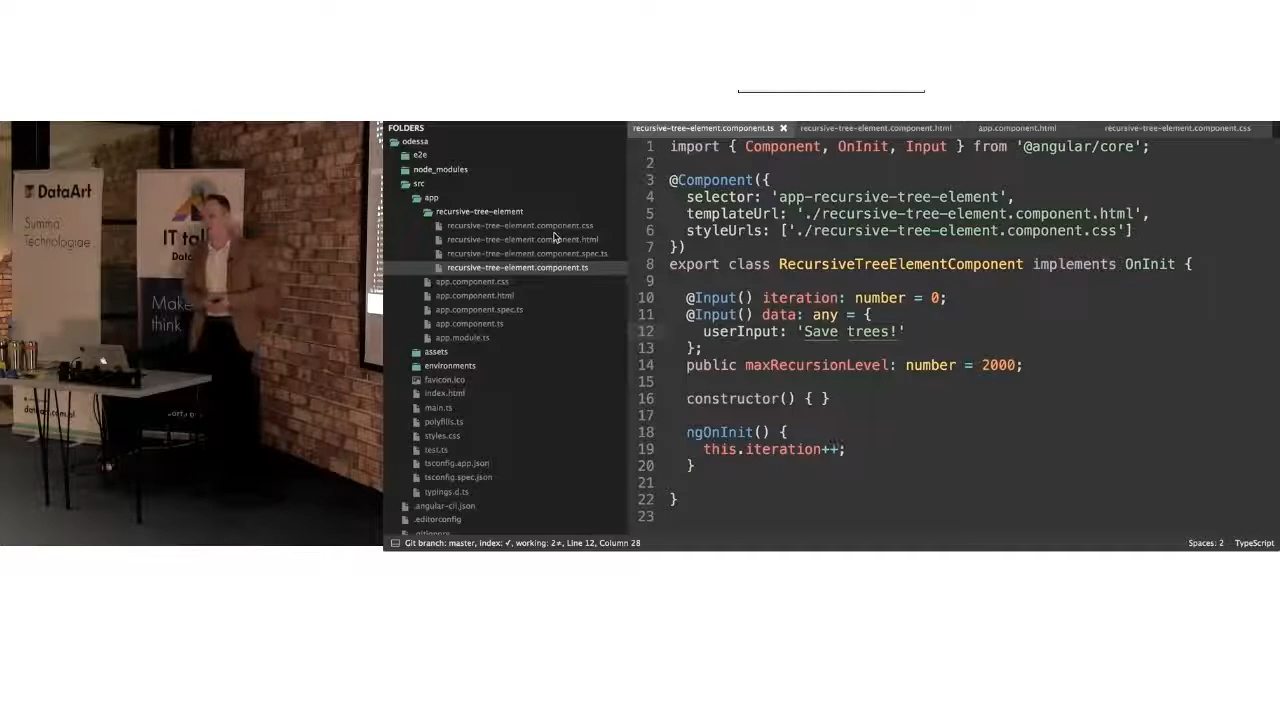 DataArt
Summa
Technologiae
IT tal
Data
Make
think
FOLDERS
odessa
e2e
node_modules
src
app
recursive-tree-element
recursive-tree-element.component.css
recursive-tree-element.component.html
recursive-tree-element.component.spec.ts
recursive-tree-element.component.ts
app.component.css
app.component.html
app.component.spec.ts
app.component.ts
app.module.ts
assets
environments
favicon.ico
index.html
main.ts
polyfills.ts
styles.css
test.ts
tsconfig.app.json
tsconfig.spec.json
typings.d.ts
.angular-cli.json
.editorconfig
.gitignore
recursive-tree-element.component.ts × recursive-tree-element.component.html app.component.html recursive-tree-element.component.css
1 import { Component, OnInit, Input } from '@angular/core';
2
3 @Component({
4 selector: 'app-recursive-tree-element',
5 templateUrl: './recursive-tree-element.component.html',
6 styleUrls: ['./recursive-tree-element.component.css']
7 })
8 export class RecursiveTreeElementComponent implements OnInit {
9
10 @Input() iteration: number = 0;
11 @Input() data: any = {
12 userInput: 'Save trees!'
13 };
14 public maxRecursionLevel: number = 2000;
15
16 constructor() { }
17
18 ngOnInit() {
19 this.iteration++;
20 }
21
22 }
23
Git branch: master, index: ✓, working: 2≠, Line 12, Column 28 Spaces: 2 TypeScript